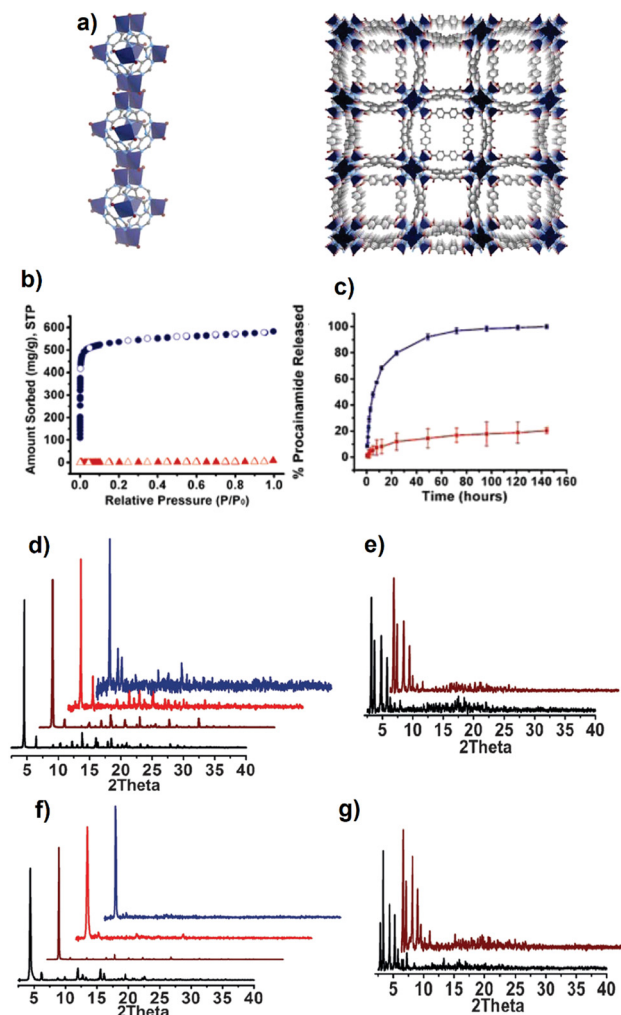 a)
b)
c)
Amount Sorbed (mg/g), STP
600
500
400
300
200
100
0
0.0 0.2 0.4 0.6 0.8 1.0
Relative Pressure (P/P₀)
% Procainamide Released
100
80
60
40
20
0
0 20 40 60 80 100 120 140 160
Time (hours)
d)
5 10 15 20 25 30 35 40
2Theta
e)
5 10 15 20 25 30 35 40
2Theta
f)
5 10 15 20 25 30 35 40
2Theta
g)
5 10 15 20 25 30 35 40
2Theta